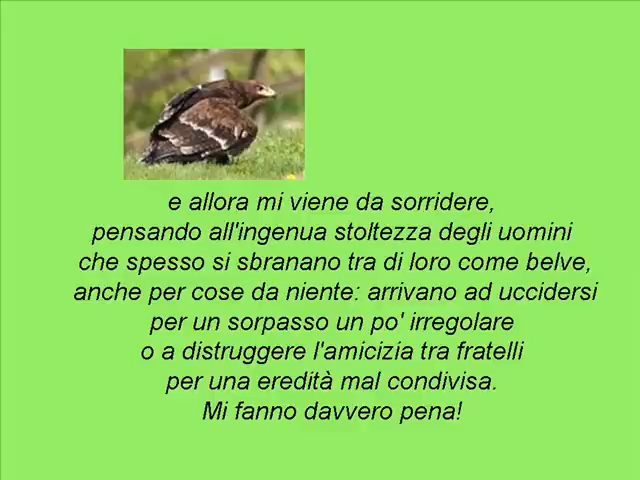 e allora mi viene da sorridere,
pensando all'ingenua stoltezza degli uomini
che spesso si sbranano tra di loro come belve,
anche per cose da niente: arrivano ad uccidersi
per un sorpasso un po' irregolare
o a distruggere l'amicizia tra fratelli
per una eredità mal condivisa.
Mi fanno davvero pena!